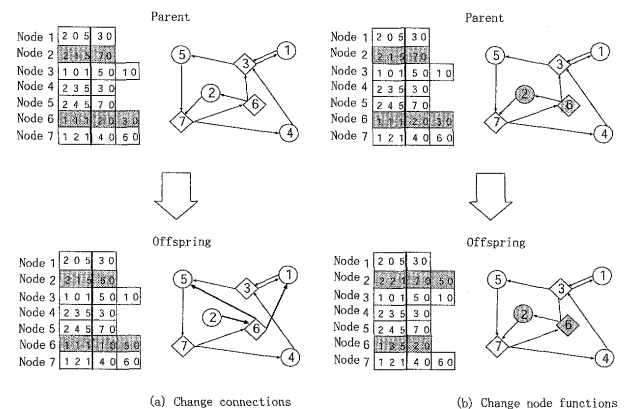 Parent
Node 1 2 0 5 3 0
Node 2 2 1 5 7 0
Node 3 1 0 1 5 0 1 0
Node 4 2 3 5 3 0
Node 5 2 4 5 7 0
Node 6 1 1 1 2 0 3 0
Node 7 1 2 1 4 0 6 0
5 3 1 2 6 7 4
Offspring
Node 1 2 0 5 3 0
Node 2 2 1 5 6 0
Node 3 1 0 1 5 0 1 0
Node 4 2 3 5 3 0
Node 5 2 4 5 7 0
Node 6 1 1 1 1 0 5 0
Node 7 1 2 1 4 0 6 0
5 3 1 2 6 7 4
(a) Change connections
Parent
Node 1 2 0 5 3 0
Node 2 2 1 5 7 0
Node 3 1 0 1 5 0 1 0
Node 4 2 3 5 3 0
Node 5 2 4 5 7 0
Node 6 1 1 1 2 0 3 0
Node 7 1 2 1 4 0 6 0
5 3 1 2 6 7 4
Offspring
Node 1 2 0 5 3 0
Node 2 2 2 1 7 0 5 0
Node 3 1 0 1 5 0 1 0
Node 4 2 3 5 3 0
Node 5 2 4 5 7 0
Node 6 1 3 5 2 0
Node 7 1 2 1 4 0 6 0
5 3 1 2 6 7 4
(b) Change node functions